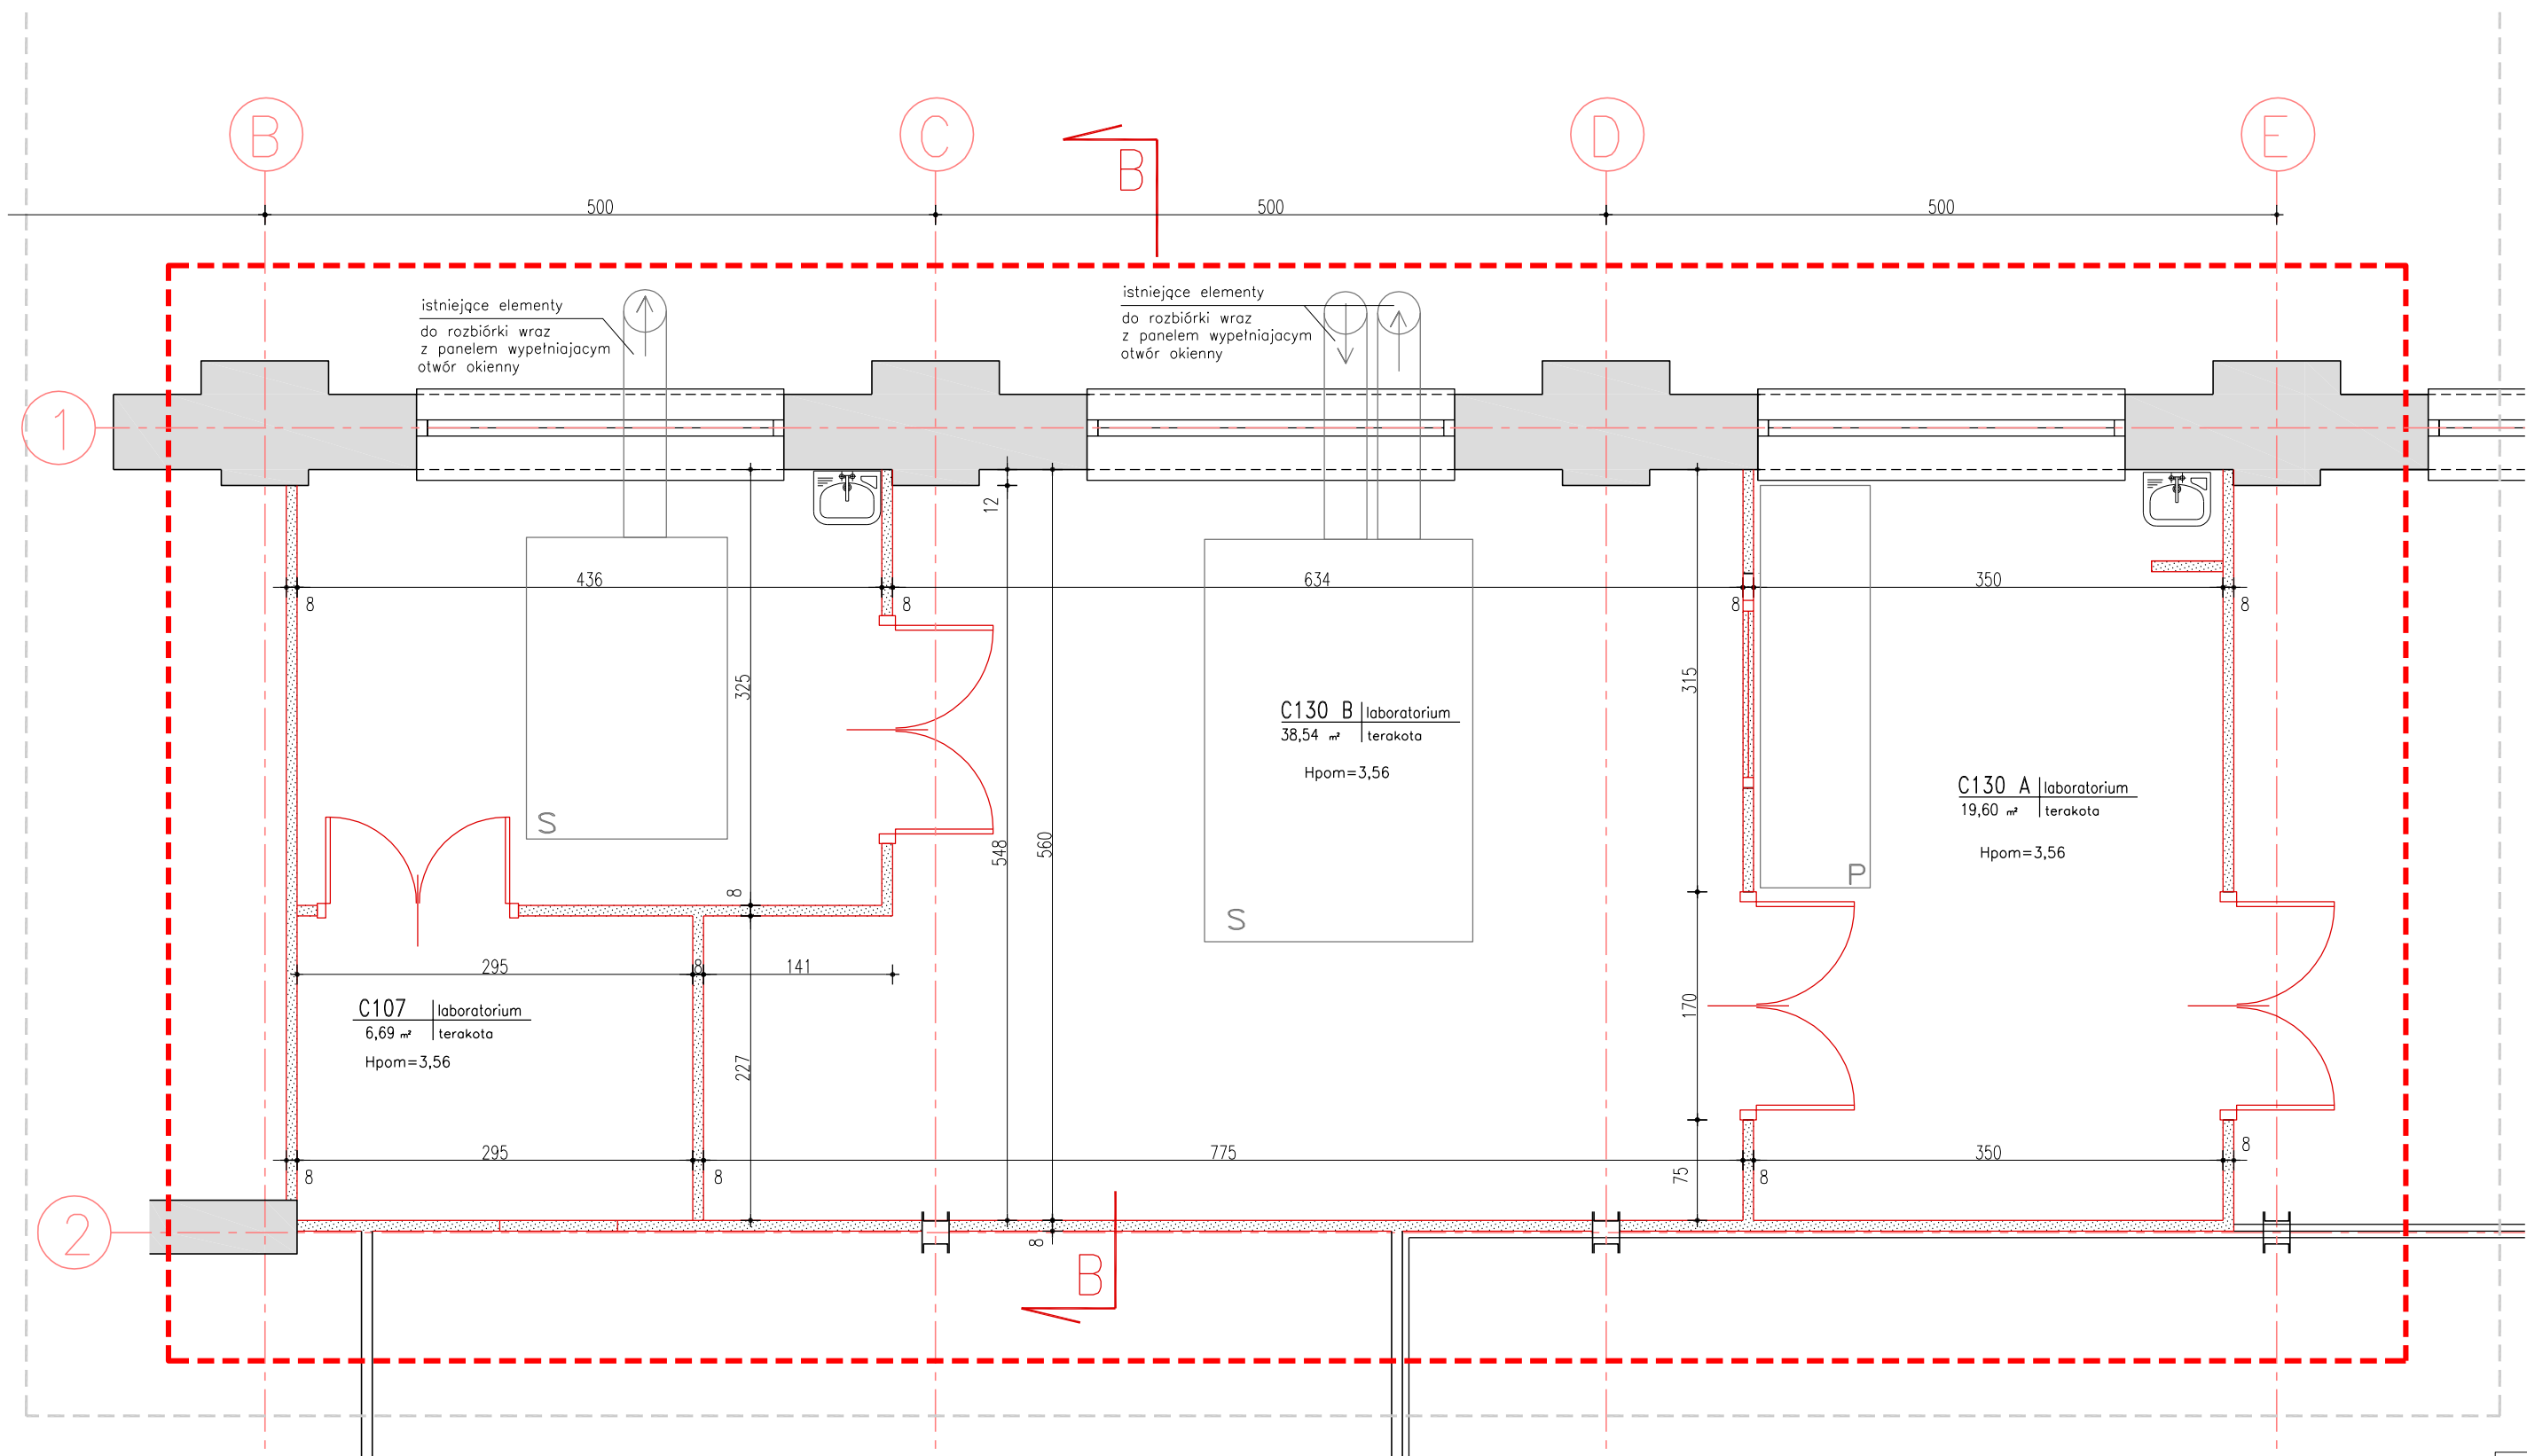 B
C
D
E
B
500
500
500
istniejące elementy
do rozbiórki wraz
z panelem wypełniajacym
otwór okienny
istniejące elementy
do rozbiórki wraz
z panelem wypełniajacym
otwór okienny
1
12
436
634
350
8
8
8
8
325
315
C130 B laboratorium
38,54 m² terakota
Hpom=3,56
C130 A laboratorium
19,60 m² terakota
Hpom=3,56
S
548
560
P
8
S
295
8
141
170
C107 laboratorium
6,69 m² terakota
Hpom=3,56
227
295
775
350
8
8
8
75
8
2
8
B